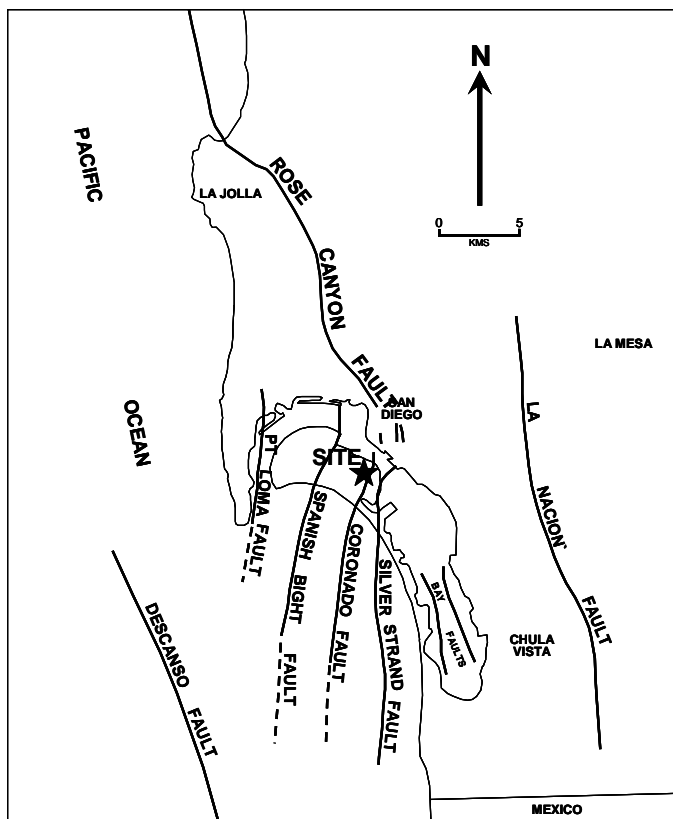 N
PACIFIC
OCEAN
LA JOLLA
ROSE
CANYON
FAULT
0 5
KMS
LA MESA
SAN
DIEGO
SITE
PT LOMA FAULT
SPANISH BIGHT FAULT
CORONADO FAULT
SILVER STRAND FAULT
BAY
FAULTS
LA NACION' FAULT
CHULA
VISTA
DESCANSO FAULT
MEXICO